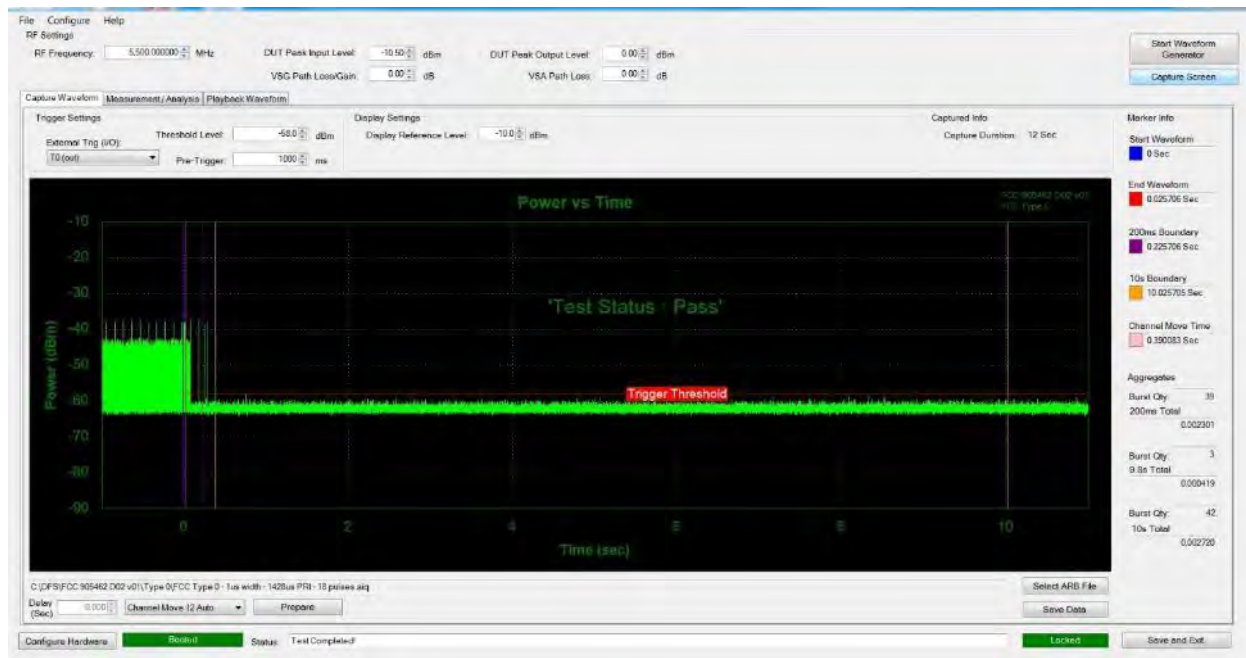 File Configure Help
RF Settings
RF Frequency: 5,500.000000 MHz DUT Peak Input Level: -10.50 dBm DUT Peak Output Level: 0.00 dBm
VSG Path Loss/Gain: 0.00 dB VSA Path Loss: 0.00 dB
Start Waveform
Generator
Capture Screen
Capture Waveform Measurement / Analysis Playback Waveform
Trigger Settings
External Trig (I/O):
T0 (out)
Threshold Level: -58.0 dBm
Pre-Trigger: 1000 ms
Display Settings
Display Reference Level: -10.0 dBm
Captured Info
Capture Duration: 12 Sec
Power vs Time
FCC 905462 D02 v01
Type 0
'Test Status : Pass'
Trigger Threshold
Power (dBm)
-10
-20
-30
-40
-50
-60
-70
-80
-90
0 2 4 6 8 10
Time (sec)
Marker Info
Start Waveform
0 Sec
End Waveform
0.025706 Sec
200ms Boundary
0.225706 Sec
10s Boundary
10.025705 Sec
Channel Move Time
0.390083 Sec
Aggregates
Burst Qty: 39
200ms Total
0.002301
Burst Qty: 3
9.8s Total
0.000419
Burst Qty: 42
10s Total
0.002720
C:\DFS\FCC 905462 D02 v01\Type 0\FCC Type 0 - 1us width - 1428us PRI - 18 pulses.aiq
Select ARB File
Delay
(Sec) 0.000 Channel Move 12 Auto Prepare
Save Data
Configure Hardware Booted Status: Test Completed! Locked Save and Exit